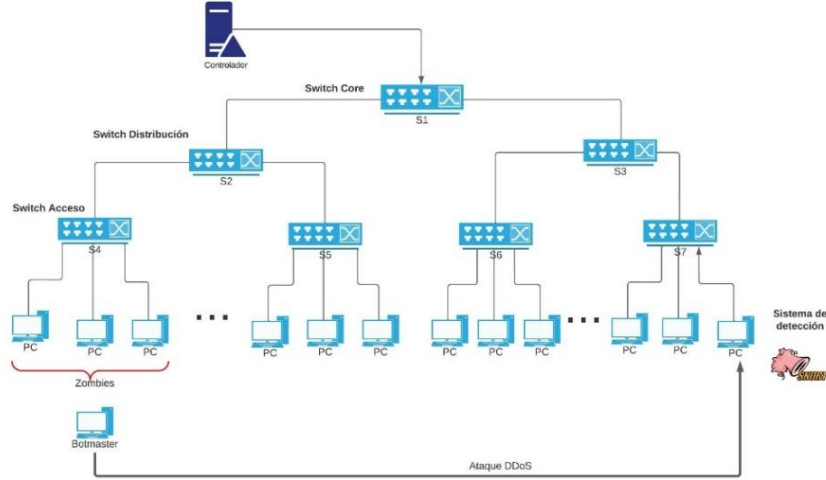 Controlador
Switch Core
S1
Switch Distribución
S2
S3
Switch Acceso
S4
S5
S6
S7
PC
PC
PC
PC
PC
PC
PC
PC
PC
PC
PC
PC
Sistema de
detección
SNORT
Zombies
Botmaster
Ataque DDoS